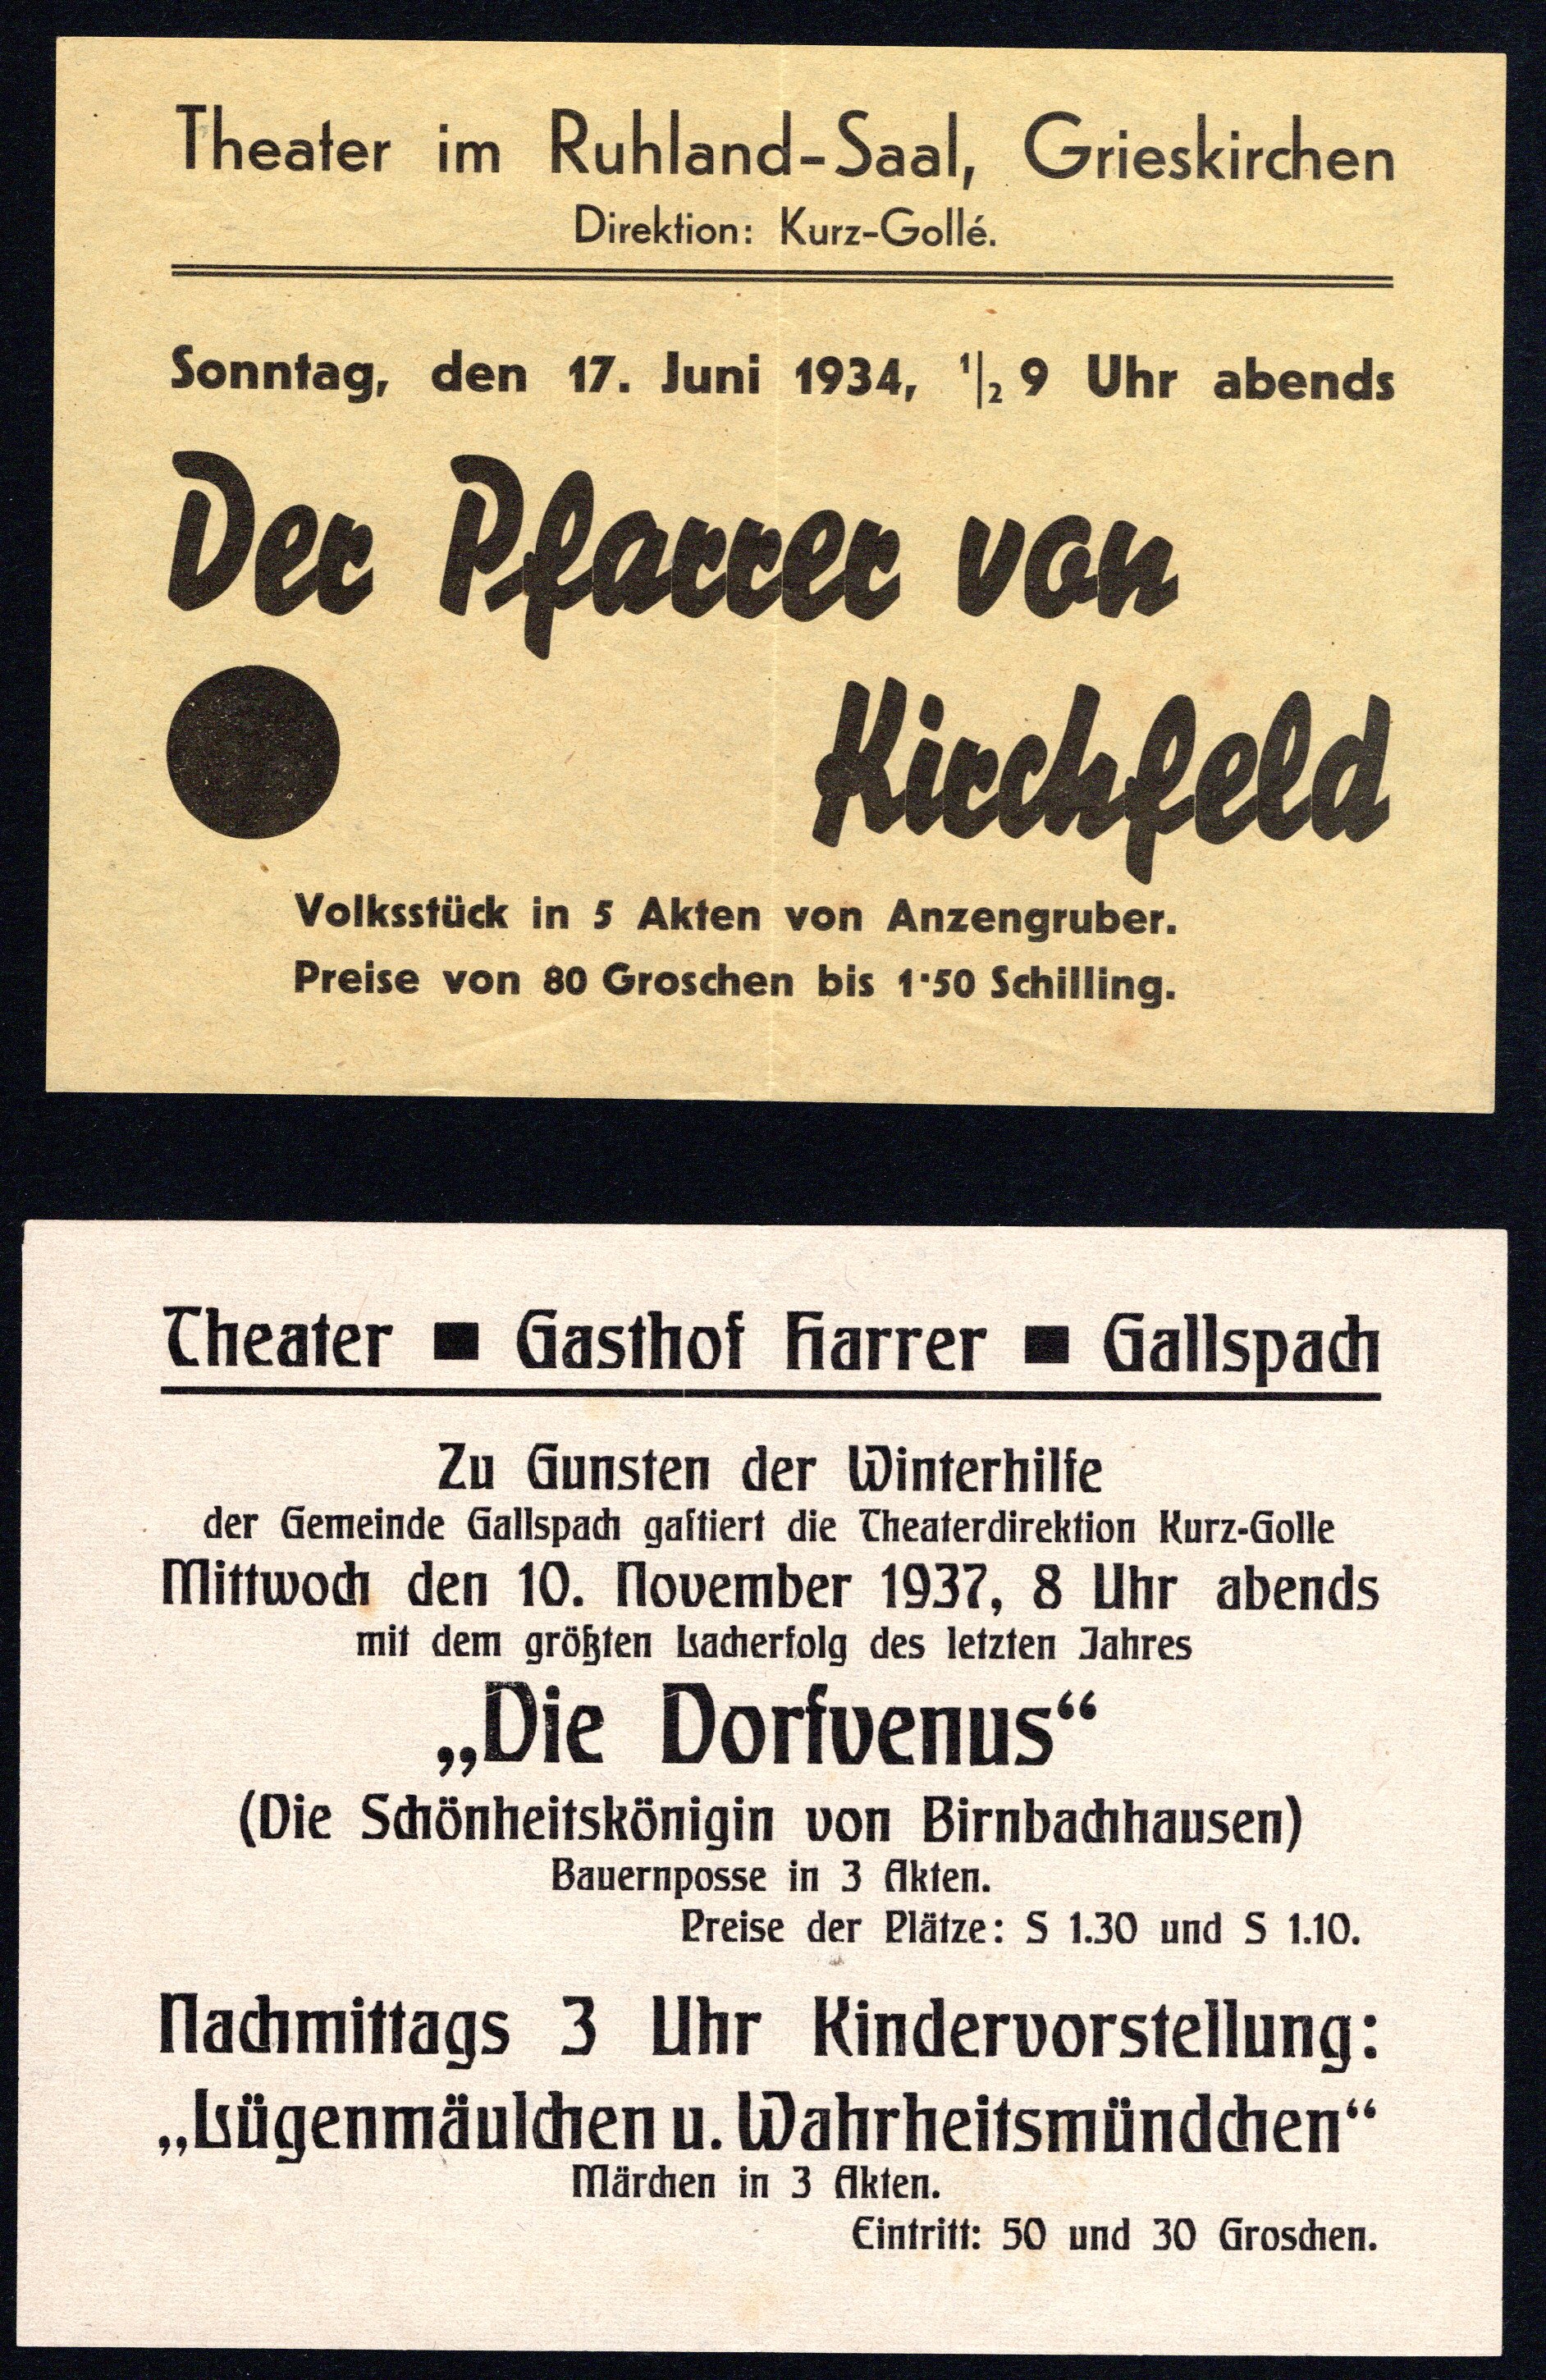 Theater im Ruhland-Saal, Grieskirchen
Direktion: Kurz-Gollé.
Sonntag, den 17. Juni 1934, 1/2 9 Uhr abends
Der Pfarrer von
Kirchfeld
Volksstück in 5 Akten von Anzengruber.
Preise von 80 Groschen bis 1·50 Schilling.
Theater ■ Gasthof Harrer ■ Gallspach
Zu Gunsten der Winterhilfe
der Gemeinde Gallspach gaſtiert die Theaterdirektion Kurz-Golle
Mittwoch den 10. November 1937, 8 Uhr abends
mit dem größten Lacherfolg des letzten Jahres
„Die Dorfvenus“
(Die Schönheitskönigin von Birnbachhausen)
Bauernposse in 3 Akten.
Preise der Plätze: S 1.30 und S 1.10.
Nachmittags 3 Uhr Kindervorstellung:
„Lügenmäulchen u. Wahrheitsmündchen“
Märchen in 3 Akten.
Eintritt: 50 und 30 Groschen.